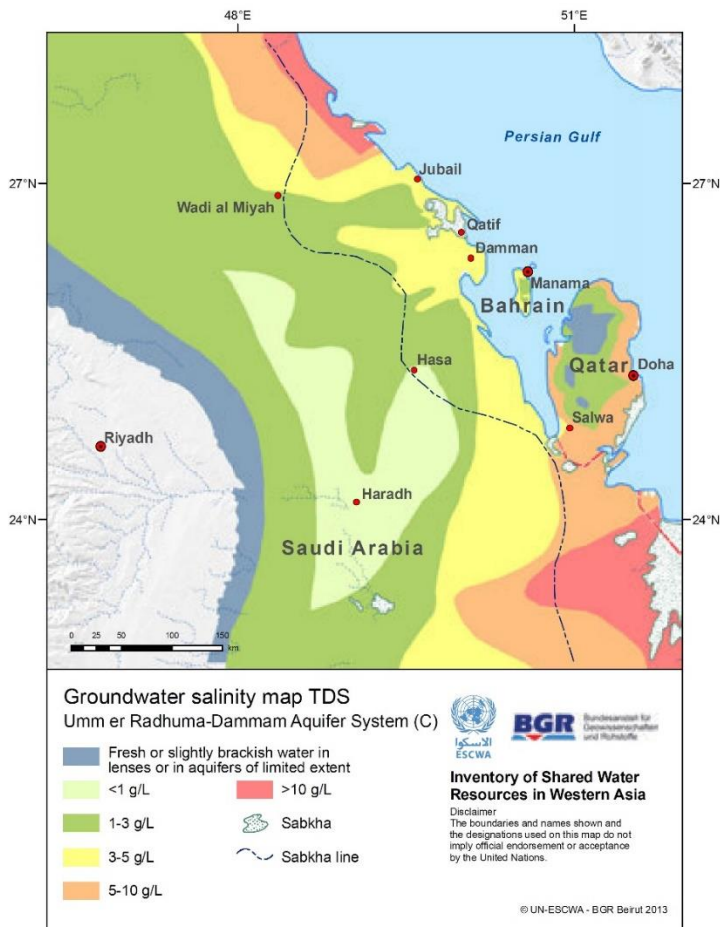 48°E
51°E
Persian Gulf
27°N
27°N
Jubail
Wadi al Miyah
Qatif
Damman
Manama
Bahrain
Hasa
Qatar
Doha
Salwa
Riyadh
Haradh
24°N
24°N
Saudi Arabia
0 25 50 100 150
km
Groundwater salinity map TDS
Umm er Radhuma-Dammam Aquifer System (C)
Fresh or slightly brackish water in
lenses or in aquifers of limited extent
<1 g/L
>10 g/L
1-3 g/L
Sabkha
3-5 g/L
Sabkha line
5-10 g/L
الإسكوا
ESCWA
BGR
Bundesanstalt für
Geowissenschaften
und Rohstoffe
Inventory of Shared Water
Resources in Western Asia
Disclaimer
The boundaries and names shown and
the designations used on this map do not
imply official endorsement or acceptance
by the United Nations.
© UN-ESCWA - BGR Beirut 2013